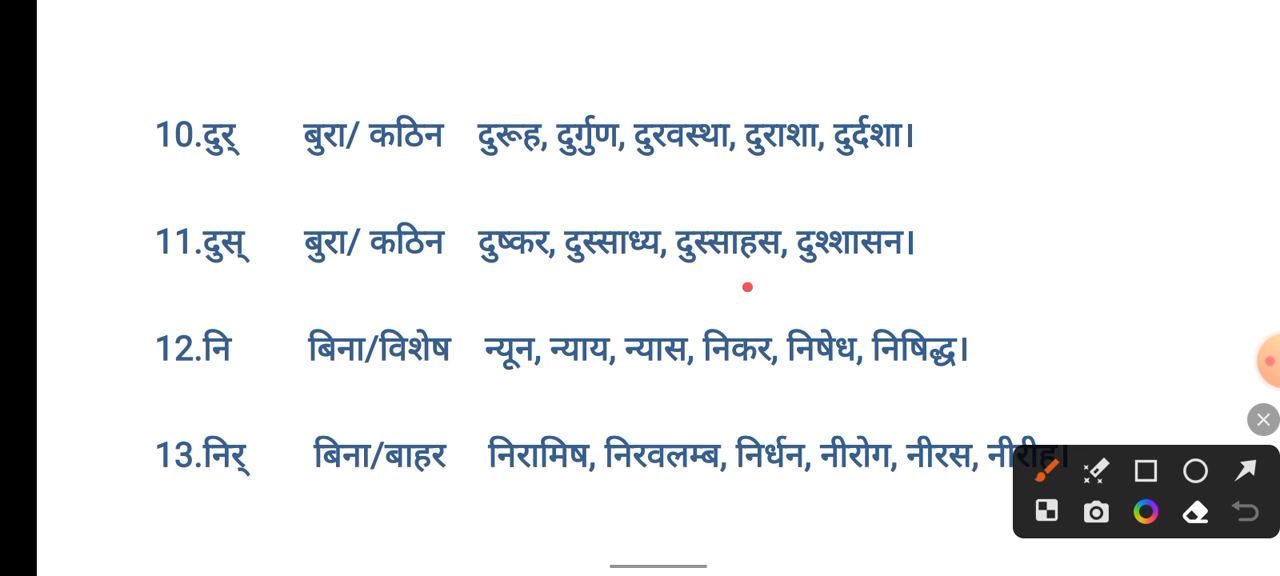 10.दुर् बुरा/ कठिन दुरूह, दुर्गुण, दुरवस्था, दुराशा, दुर्दशा।
11.दुस् बुरा/ कठिन दुष्कर, दुस्साध्य, दुस्साहस, दुश्शासन।
12.नि बिना/विशेष न्यून, न्याय, न्यास, निकर, निषेध, निषिद्ध।
13.निर् बिना/बाहर निरामिष, निरवलम्ब, निर्धन, नीरोग, नीरस, नीरीह।